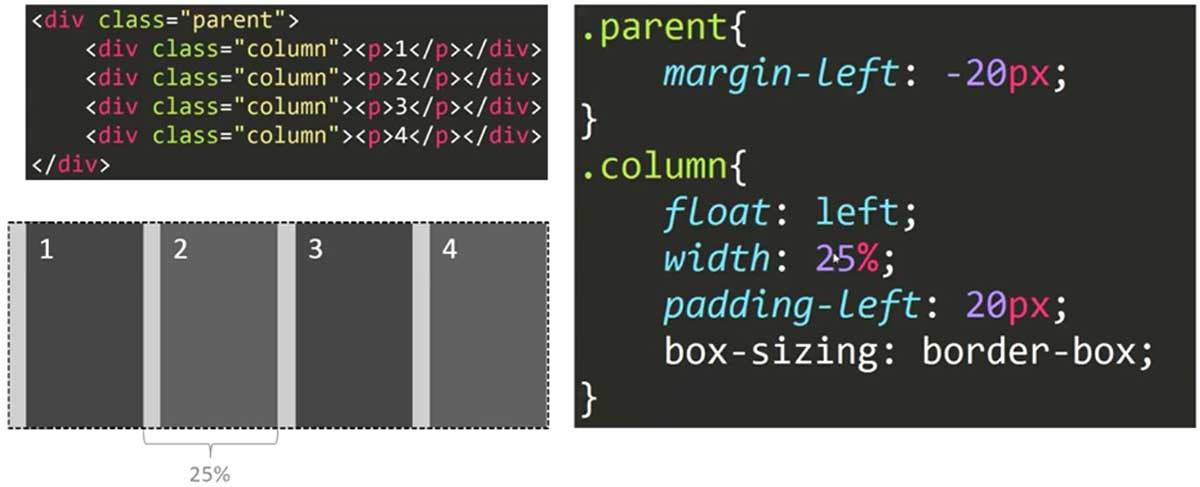 <div class="parent">
    <div class="column"><p>1</p></div>
    <div class="column"><p>2</p></div>
    <div class="column"><p>3</p></div>
    <div class="column"><p>4</p></div>
</div>
1 2 3 4
25%
.parent{
    margin-left: -20px;
}
.column{
    float: left;
    width: 25%;
    padding-left: 20px;
    box-sizing: border-box;
}